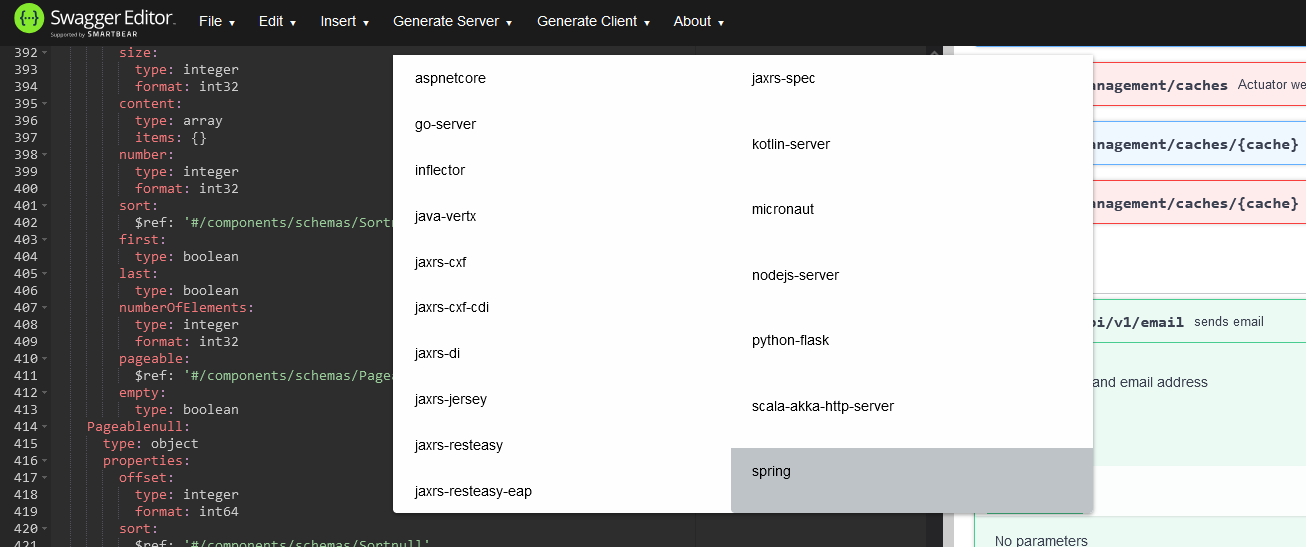 Swagger Editor.
Supported by SMARTBEAR
File
Edit
Insert
Generate Server
Generate Client
About
392 size:
393 type: integer
394 format: int32
395 content:
396 type: array
397 items: {}
398 number:
399 type: integer
400 format: int32
401 sort:
402 $ref: '#/components/schemas/Sortn
403 first:
404 type: boolean
405 last:
406 type: boolean
407 numberOfElements:
408 type: integer
409 format: int32
410 pageable:
411 $ref: '#/components/schemas/Pagea
412 empty:
413 type: boolean
414 Pageablenull:
415 type: object
416 properties:
417 offset:
418 type: integer
419 format: int64
420 sort:
421 $ref: '#/components/schemas/Sortnull'
aspnetcore
go-server
inflector
java-vertx
jaxrs-cxf
jaxrs-cxf-cdi
jaxrs-di
jaxrs-jersey
jaxrs-resteasy
jaxrs-resteasy-eap
jaxrs-spec
kotlin-server
micronaut
nodejs-server
python-flask
scala-akka-http-server
spring
nagement/caches Actuator we
nagement/caches/{cache}
nagement/caches/{cache}
pi/v1/email sends email
and email address
No parameters